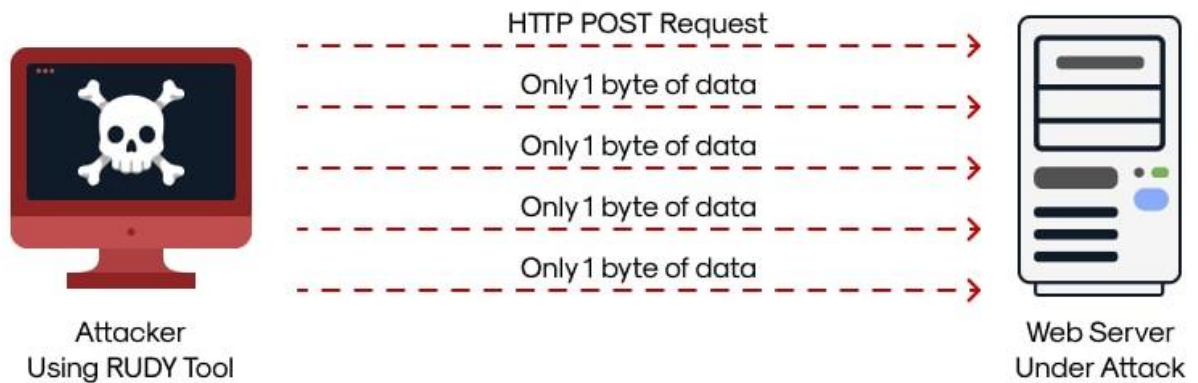 HTTP POST Request
Only 1 byte of data
Only 1 byte of data
Only 1 byte of data
Only 1 byte of data
Attacker
Using RUDY Tool
Web Server
Under Attack